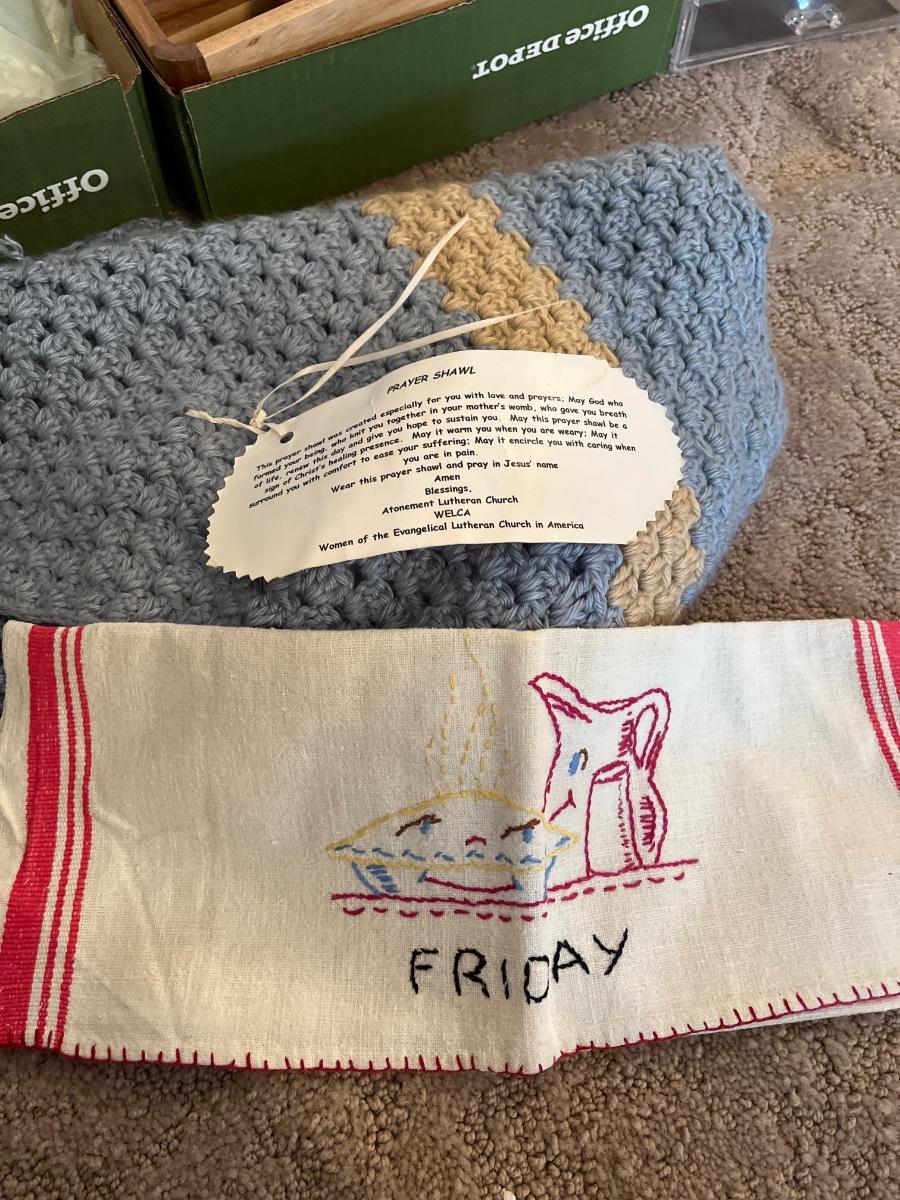 Office DEPOT
Office
PRAYER SHAWL
This prayer shawl was created especially for you with love and prayers; May God who
formed your being, who knit you together in your mother's womb, who gave you breath
of life, renew this day and give you hope to sustain you. May this prayer shawl be a
sign of Christ's healing presence. May it warm you when you are weary; May it
surround you with comfort to ease your suffering; May it encircle you with caring when
you are in pain.
Wear this prayer shawl and pray in Jesus' name
Amen
Blessings,
Atonement Lutheran Church
WELCA
Women of the Evangelical Lutheran Church in America
FRIDAY